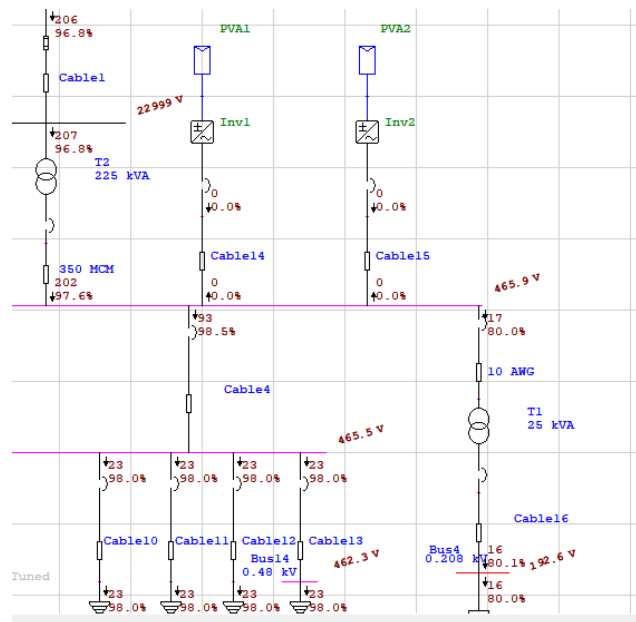 206
96.8%
PVA1
PVA2
Cable1
22999 V
207
96.8%
Inv1
Inv2
T2
225 kVA
0
0.0%
0
0.0%
350 MCM
Cable14
Cable15
202
97.6%
0
0.0%
0
0.0%
465.9 V
93
98.5%
17
80.0%
10 AWG
Cable4
T1
25 kVA
465.5 V
23
98.0%
23
98.0%
23
98.0%
23
98.0%
Cable16
Cable10
Cable11
Cable12
Cable13
Bus14
0.48 kV
462.3 V
Bus4
0.208 kV
16
80.1%
192.6 V
Tuned
23
98.0%
23
98.0%
23
98.0%
23
98.0%
16
80.0%